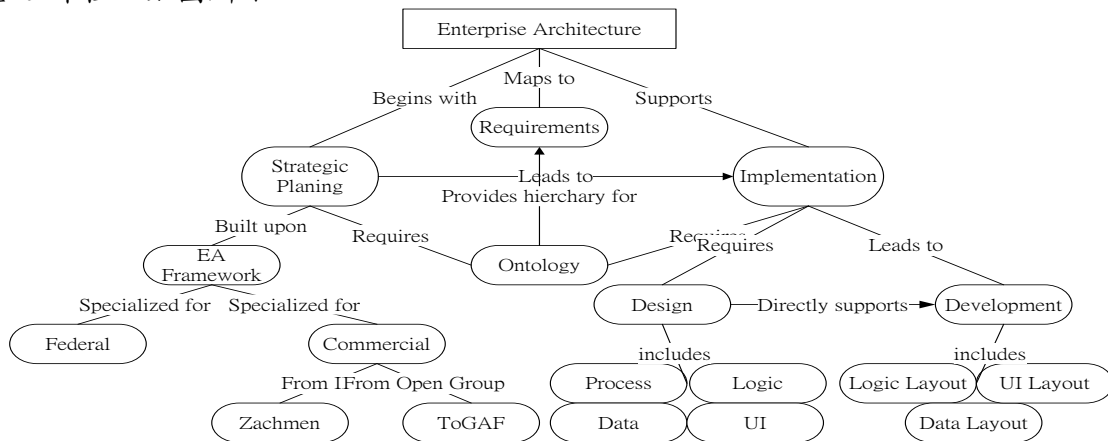 Enterprise Architecture
Maps to
Begins with
Supports
Requirements
Strategic
Planing
Leads to
Implementation
Provides hierchary for
Built upon
Requires
Requires
Requires
Leads to
EA
Framework
Ontology
Specialized for
Specialized for
Design
Directly supports
Development
Federal
Commercial
includes
includes
From I
From Open Group
Process
Logic
Logic Layout
UI Layout
Zachmen
ToGAF
Data
UI
Data Layout